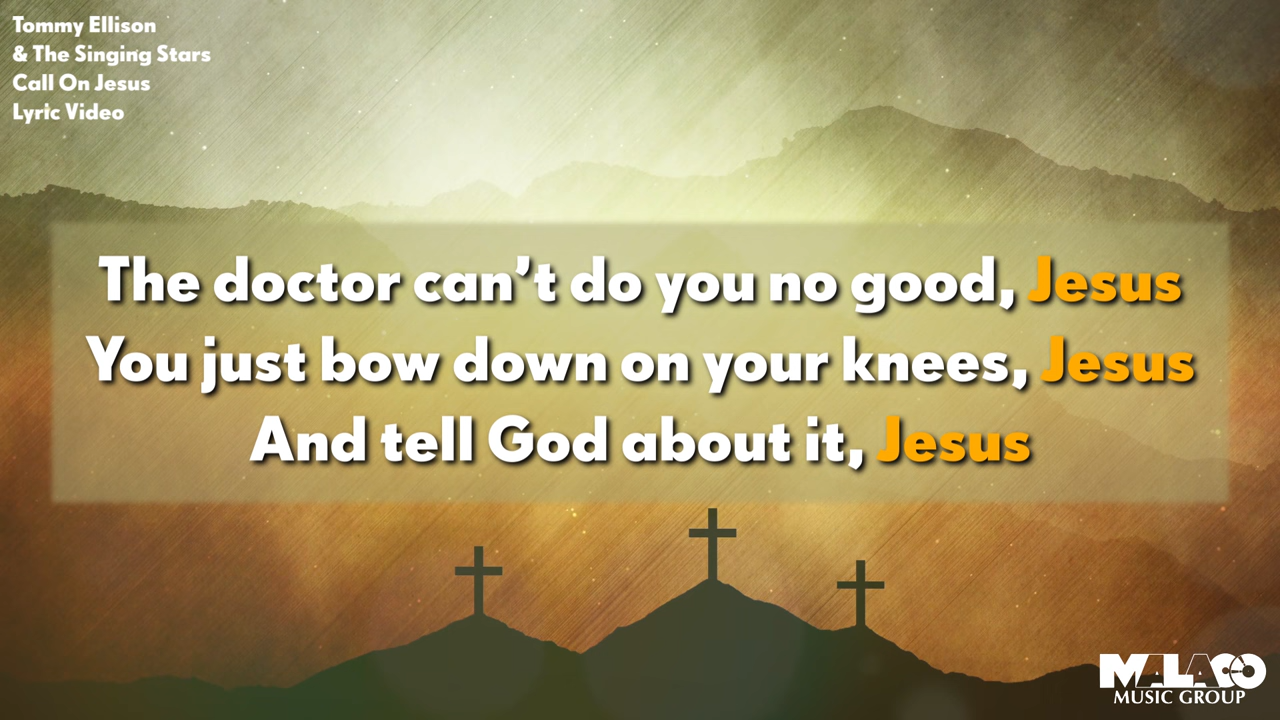 Tommy Ellison
& The Singing Stars
Call On Jesus
Lyric Video
The doctor can't do you no good, Jesus
You just bow down on your knees, Jesus
And tell God about it, Jesus
MALACO
MUSIC GROUP